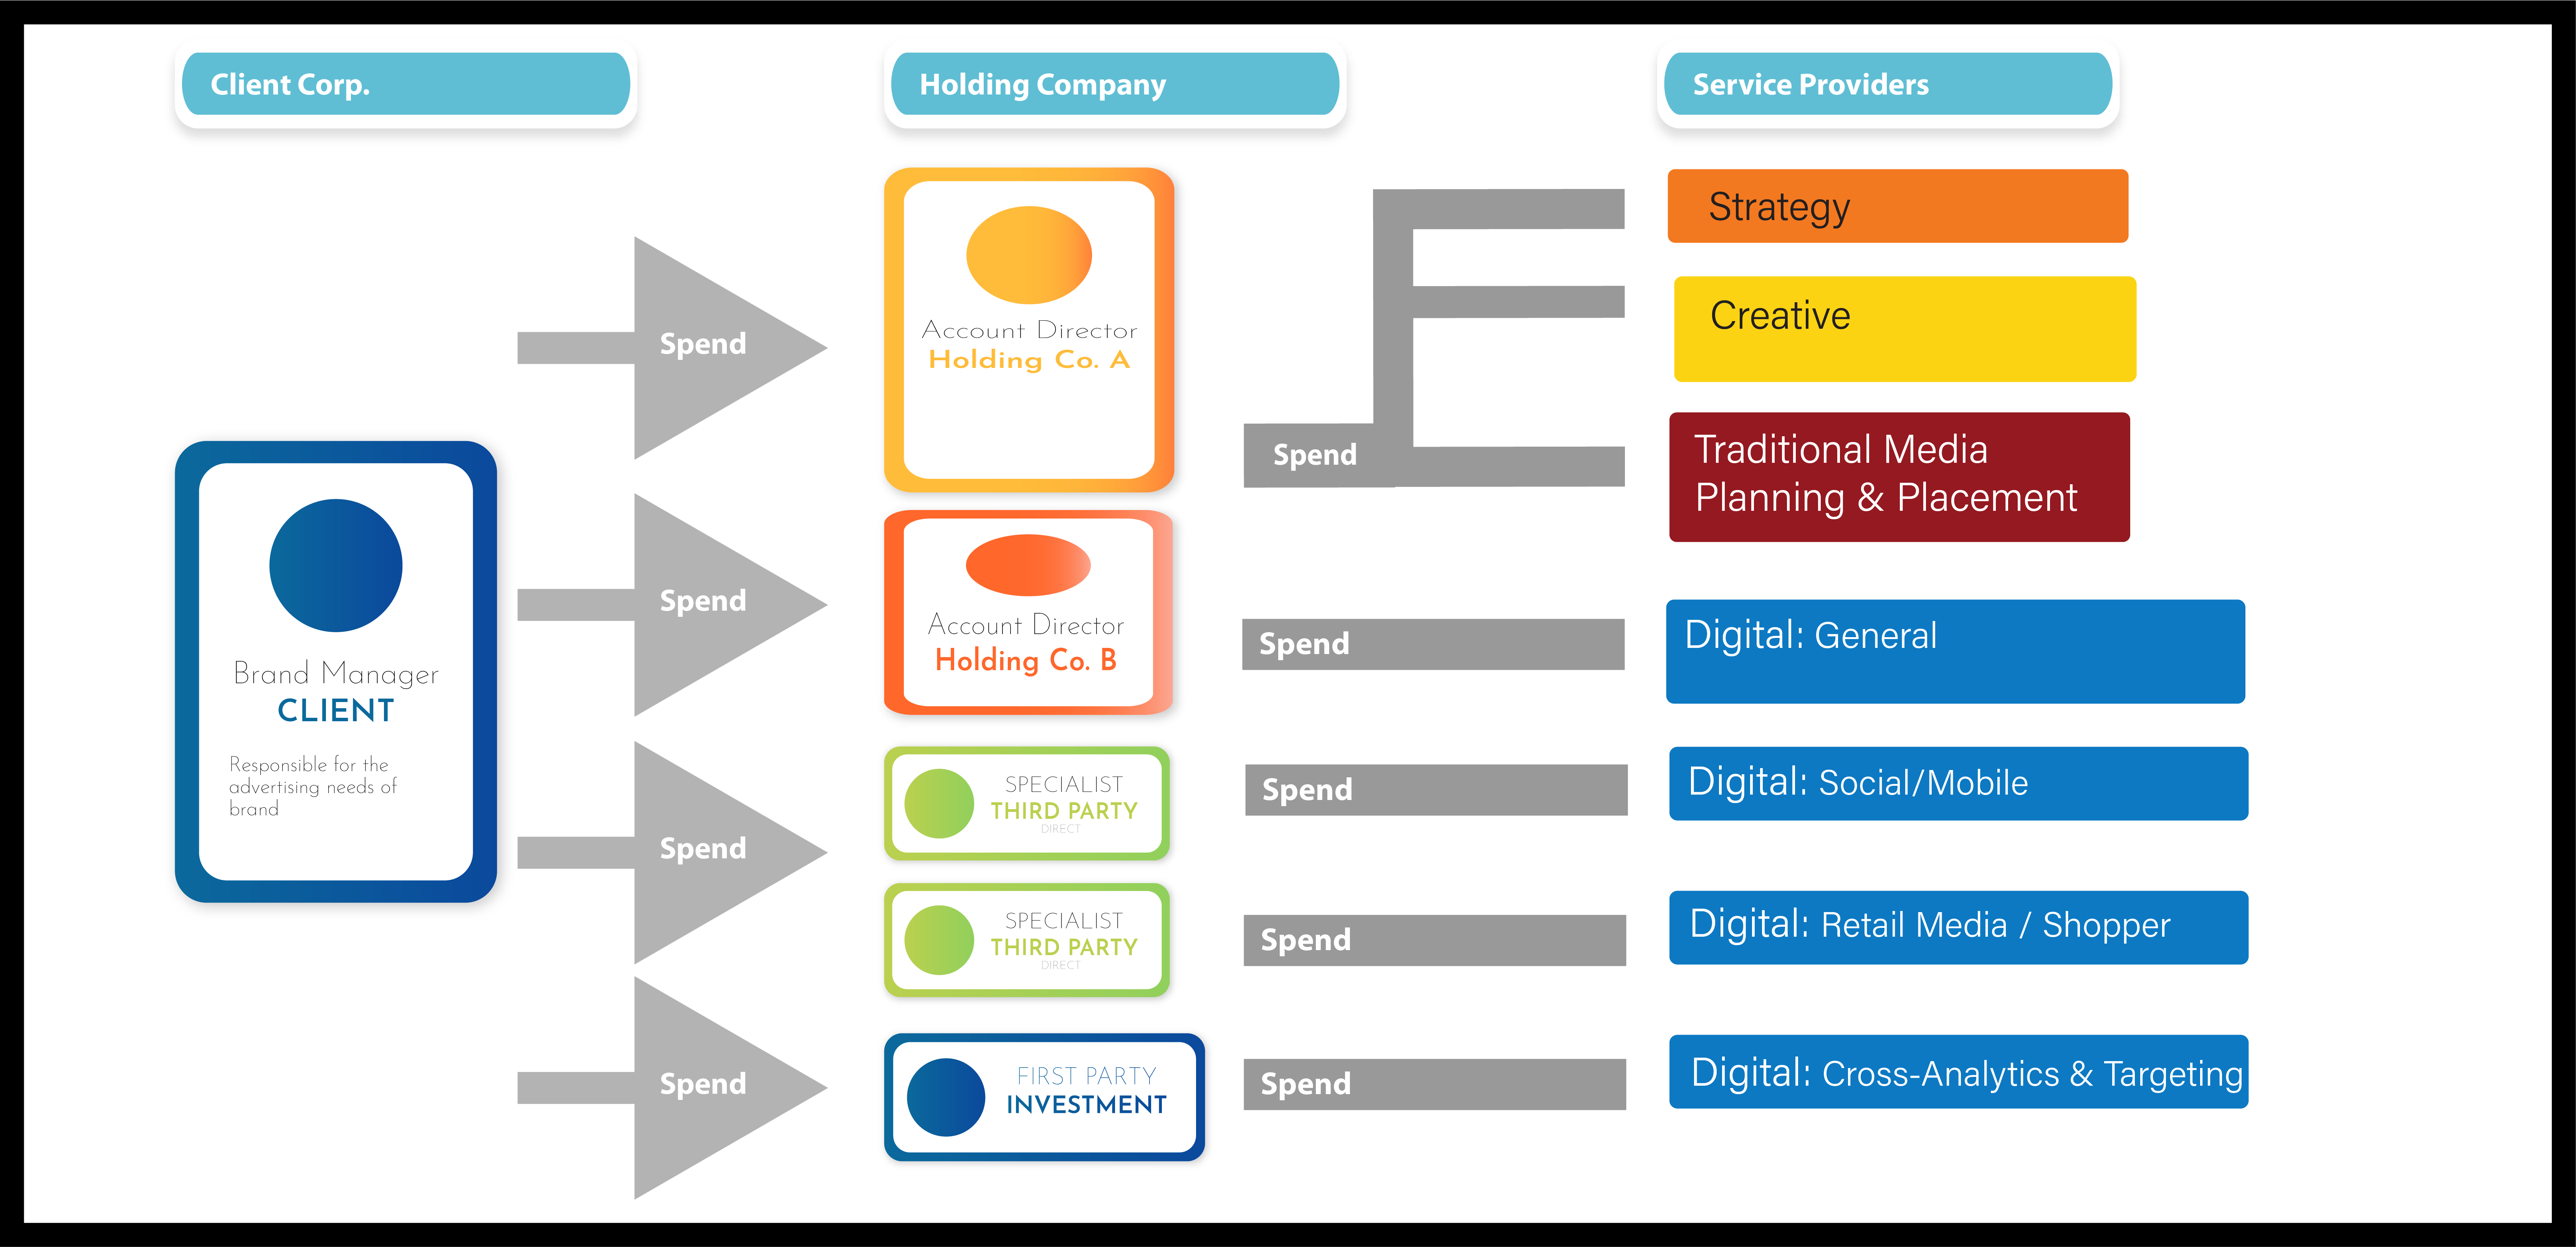 Client Corp.
Holding Company
Service Providers
Brand Manager
CLIENT
Responsible for the
advertising needs of
brand
Spend
Spend
Spend
Spend
Account Director
Holding Co. A
Account Director
Holding Co. B
SPECIALIST
THIRD PARTY
DIRECT
SPECIALIST
THIRD PARTY
DIRECT
FIRST PARTY
INVESTMENT
Spend
Spend
Spend
Spend
Spend
Strategy
Creative
Traditional Media
Planning & Placement
Digital: General
Digital: Social/Mobile
Digital: Retail Media / Shopper
Digital: Cross-Analytics & Targeting